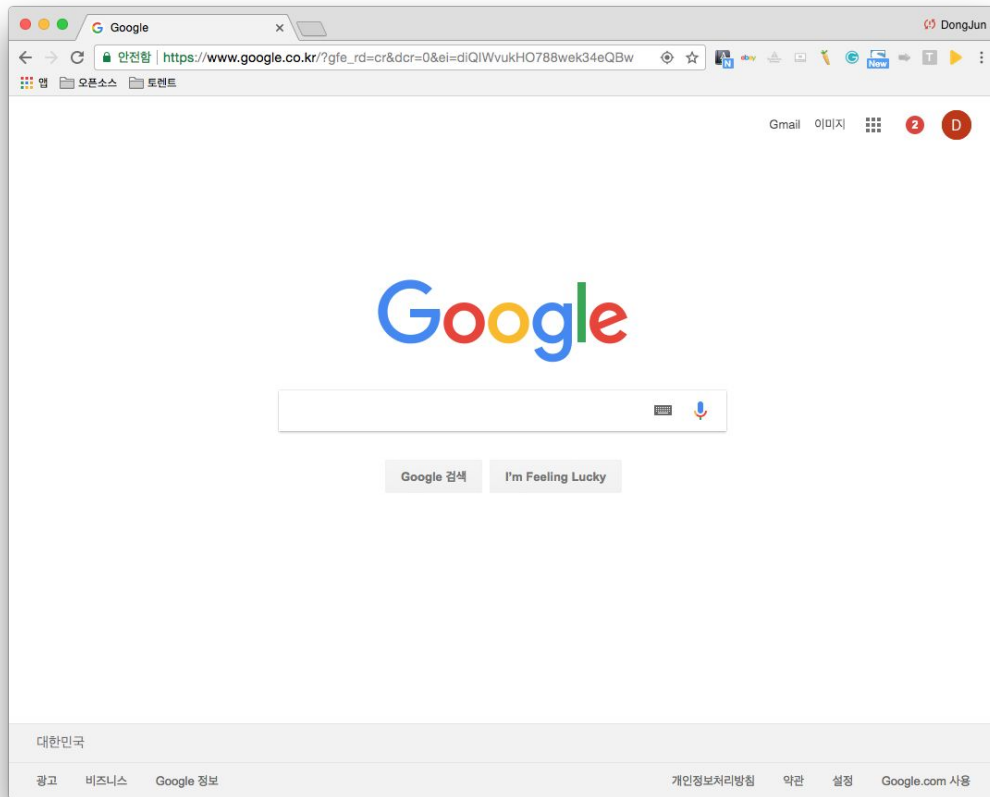 Google
DongJun
안전함 | https://www.google.co.kr/?gfe_rd=cr&dcr=0&ei=diQIWvukHO788wek34eQBw
N
ebay
G
New
T
앱 오픈소스 토렌트
Gmail 이미지 2 D
Google
Google 검색 I'm Feeling Lucky
대한민국
광고 비즈니스 Google 정보 개인정보처리방침 약관 설정 Google.com 사용